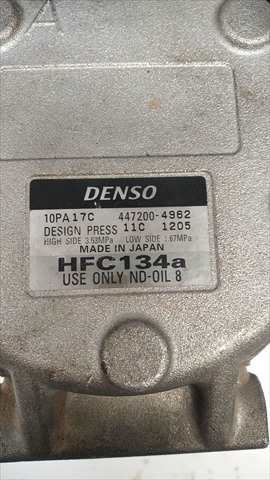 A
DENSO
10PA17C 447200-4962
DESIGN PRESS 11C 1205
HIGH SIDE 3.53MPa LOW SIDE 1.67MPa
MADE IN JAPAN
HFC134a
USE ONLY ND-OIL 8